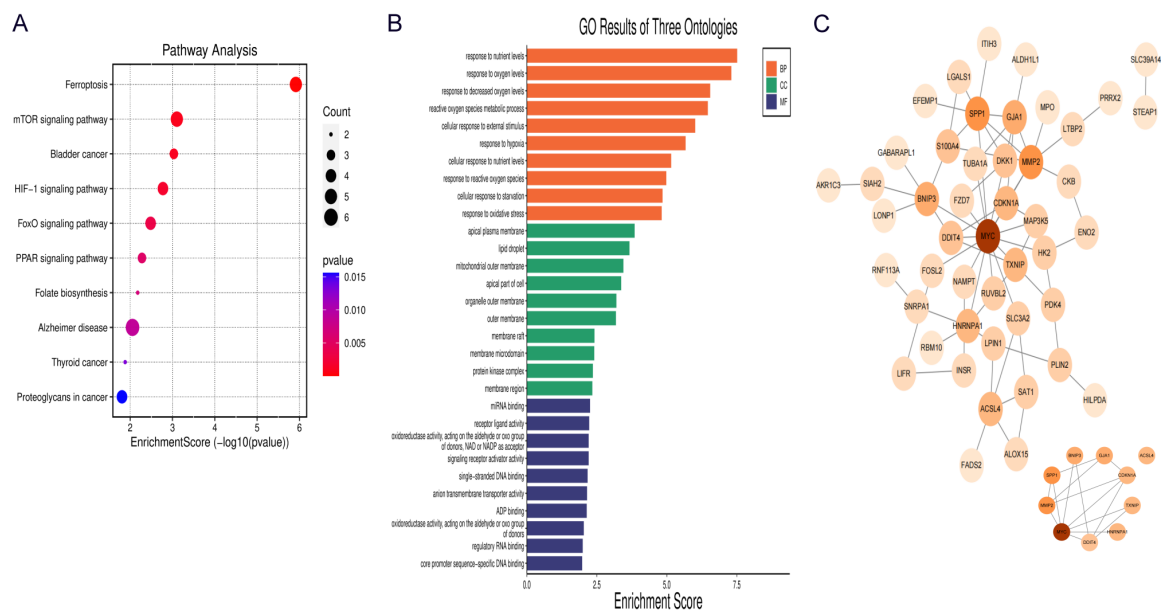 A
Pathway Analysis
Ferroptosis
mTOR signaling pathway
Bladder cancer
HIF−1 signaling pathway
FoxO signaling pathway
PPAR signaling pathway
Folate biosynthesis
Alzheimer disease
Thyroid cancer
Proteoglycans in cancer
2 3 4 5 6
EnrichmentScore (−log10(pvalue))
Count
2
3
4
5
6
pvalue
0.015
0.010
0.005
B
GO Results of Three Ontologies
response to nutrient levels
response to oxygen levels
response to decreased oxygen levels
reactive oxygen species metabolic process
cellular response to external stimulus
response to hypoxia
cellular response to nutrient levels
response to reactive oxygen species
cellular response to starvation
response to oxidative stress
apical plasma membrane
lipid droplet
mitochondrial outer membrane
apical part of cell
organelle outer membrane
outer membrane
membrane raft
membrane microdomain
protein kinase complex
membrane region
miRNA binding
receptor ligand activity
oxidoreductase activity, acting on the aldehyde or oxo group
of donors, NAD or NADP as acceptor
signaling receptor activator activity
single−stranded DNA binding
anion transmembrane transporter activity
ADP binding
oxidoreductase activity, acting on the aldehyde or oxo group
of donors
regulatory RNA binding
core promoter sequence−specific DNA binding
0.0 2.5 5.0 7.5
Enrichment Score
BP
CC
MF
C
ITIH3
ALDH1L1
SLC39A14
LGALS1
EFEMP1
SPP1
GJA1
MPO
PRRX2
STEAP1
LTBP2
S100A4
GABARAPL1
TUBA1A
DKK1
MMP2
AKR1C3
SIAH2
CKB
BNIP3
FZD7
CDKN1A
LONP1
MAP3K5
ENO2
DDIT4
MYC
HK2
RNF113A
FOSL2
TXNIP
NAMPT
RUVBL2
SNRPA1
PDK4
SLC3A2
HNRNPA1
RBM10
LPIN1
LIFR
INSR
PLIN2
SAT1
HILPDA
ACSL4
ALOX15
FADS2
BNIP3
GJA1
ACSL4
SPP1
CDKN1A
MMP2
TXNIP
MYC
HNRNPA1
DDIT4